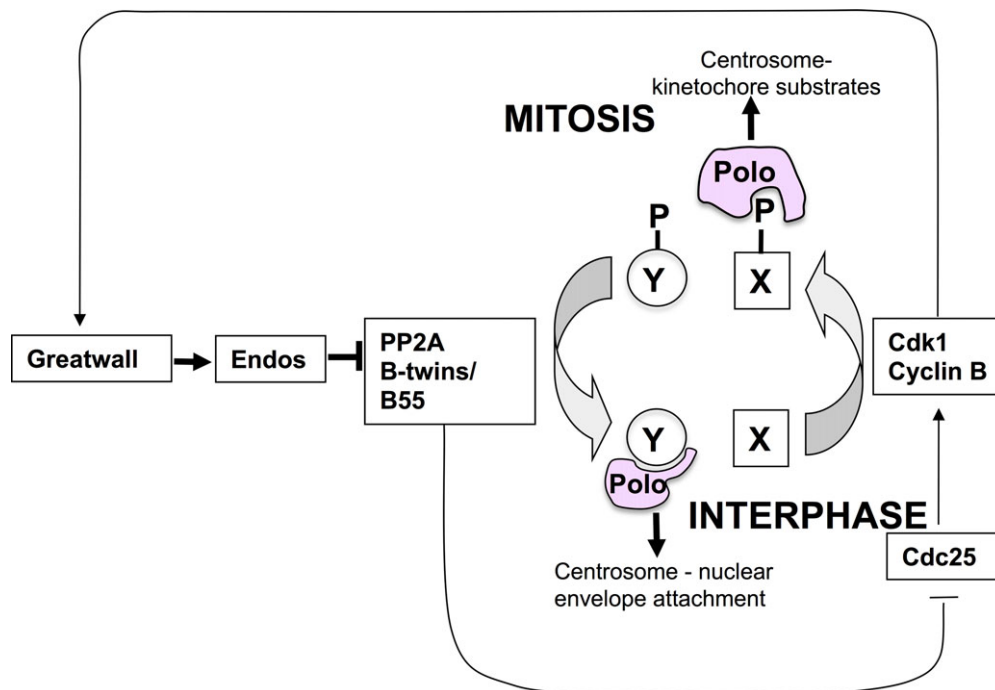 Centrosome-
kinetochore substrates
MITOSIS
Polo
P
P
Y
X
Greatwall
Endos
PP2A
B-twins/
B55
Cdk1
Cyclin B
Y
X
Polo
INTERPHASE
Cdc25
Centrosome - nuclear
envelope attachment